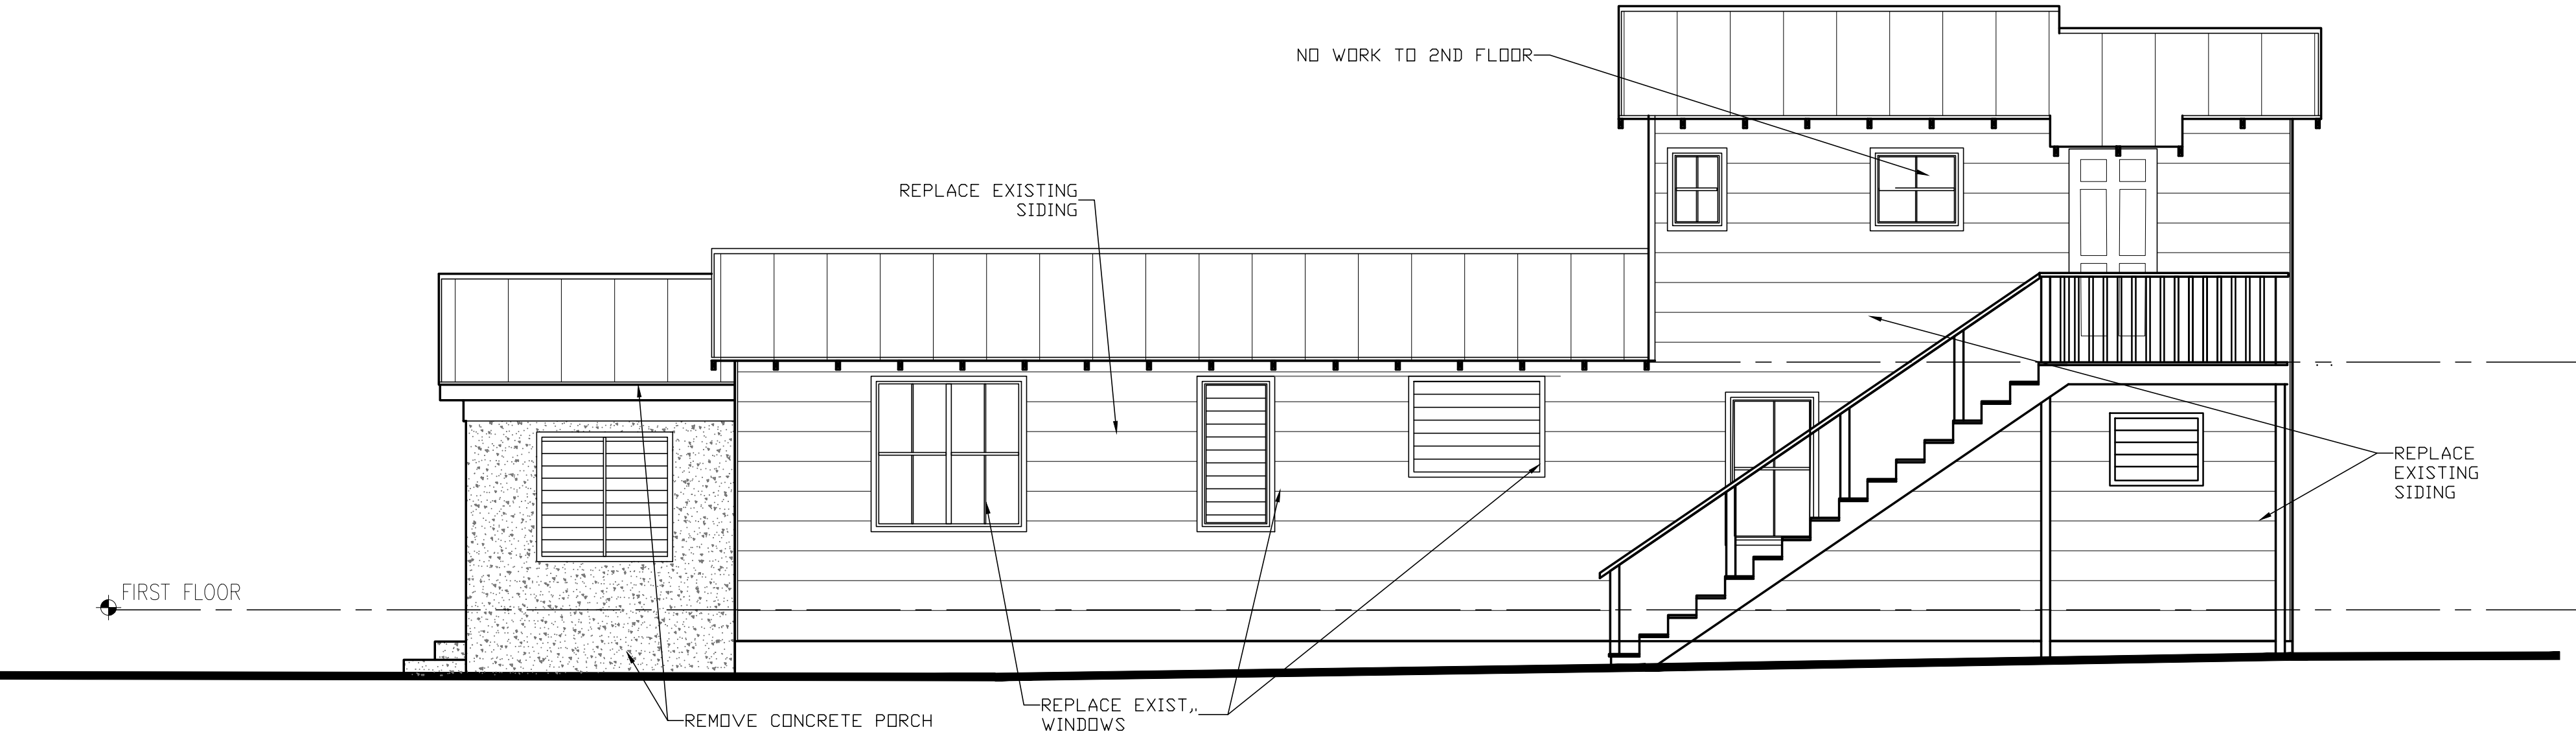 NO WORK TO 2ND FLOOR
REPLACE EXISTING
SIDING
REPLACE
EXISTING
SIDING
FIRST FLOOR
REPLACE EXIST,.
WINDOWS
REMOVE CONCRETE PORCH